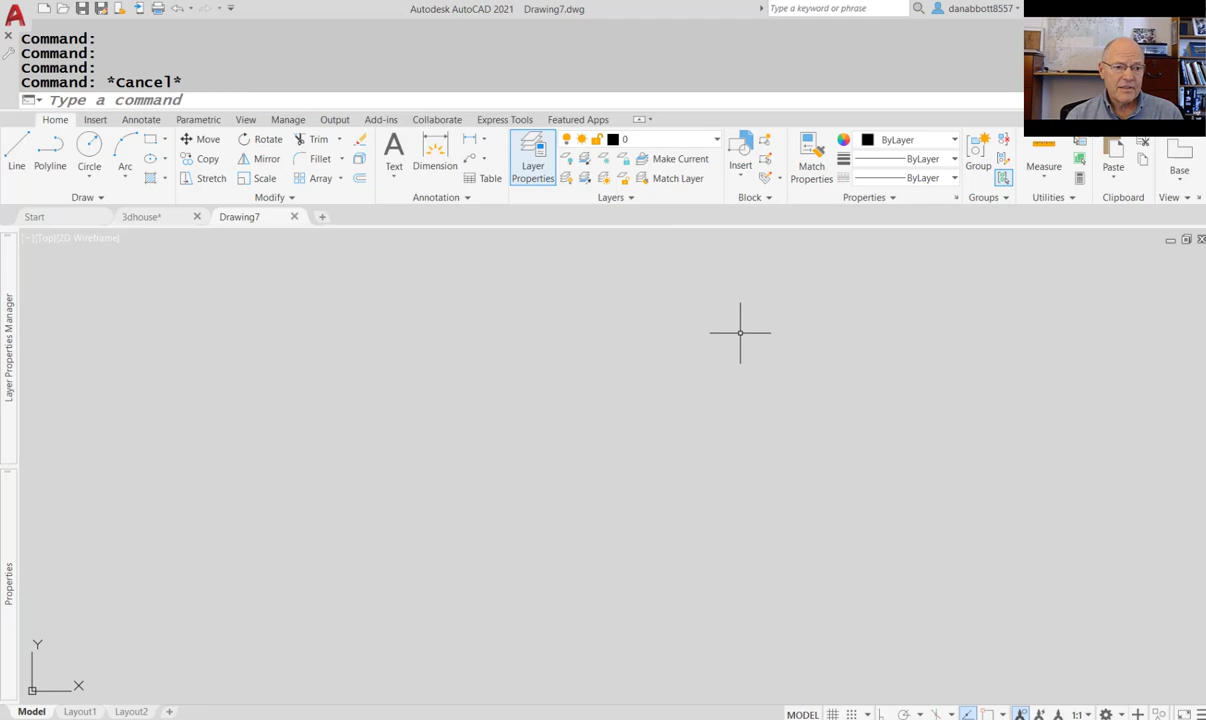 Autodesk AutoCAD 2021 Drawing7.dwg
Type a keyword or phrase
danabbott8557
Command:
Command:
Command:
Command: *Cancel*
Type a command
Home Insert Annotate Parametric View Manage Output Collaborate Add-ins Express Tools Featured Apps
Line Polyline Circle Arc
Move Rotate Trim
Copy Mirror Fillet
Stretch Scale Array
Text Dimension Table
Layer Properties
0
Make Current
Match Layer
Insert
Match Properties
ByLayer
ByLayer
ByLayer
Group
Measure
Paste
Base
Draw Modify Annotation Layers Block Properties Groups Utilities Clipboard View
Start 3dhouse* Drawing7
[−][Top][2D Wireframe]
Layer Properties Manager
Properties
Y
X
Model Layout1 Layout2
MODEL 1:1